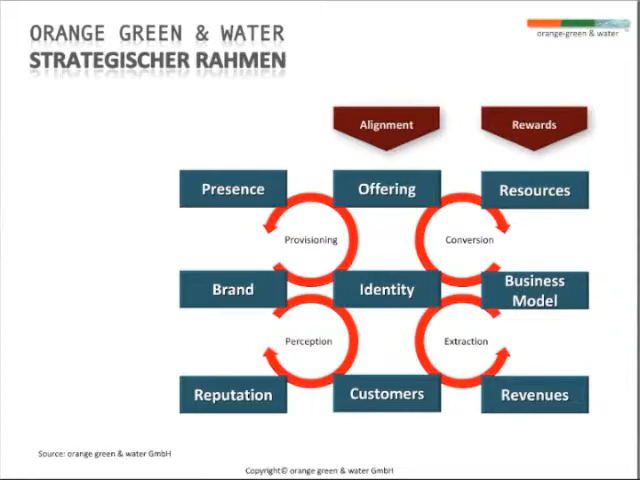 ORANGE GREEN & WATER
STRATEGISCHER RAHMEN
orange-green & water
Alignment
Rewards
Presence
Offering
Resources
Provisioning
Conversion
Brand
Identity
Business
Model
Perception
Extraction
Reputation
Customers
Revenues
Source: orange green & water GmbH
Copyright© orange green & water GmbH